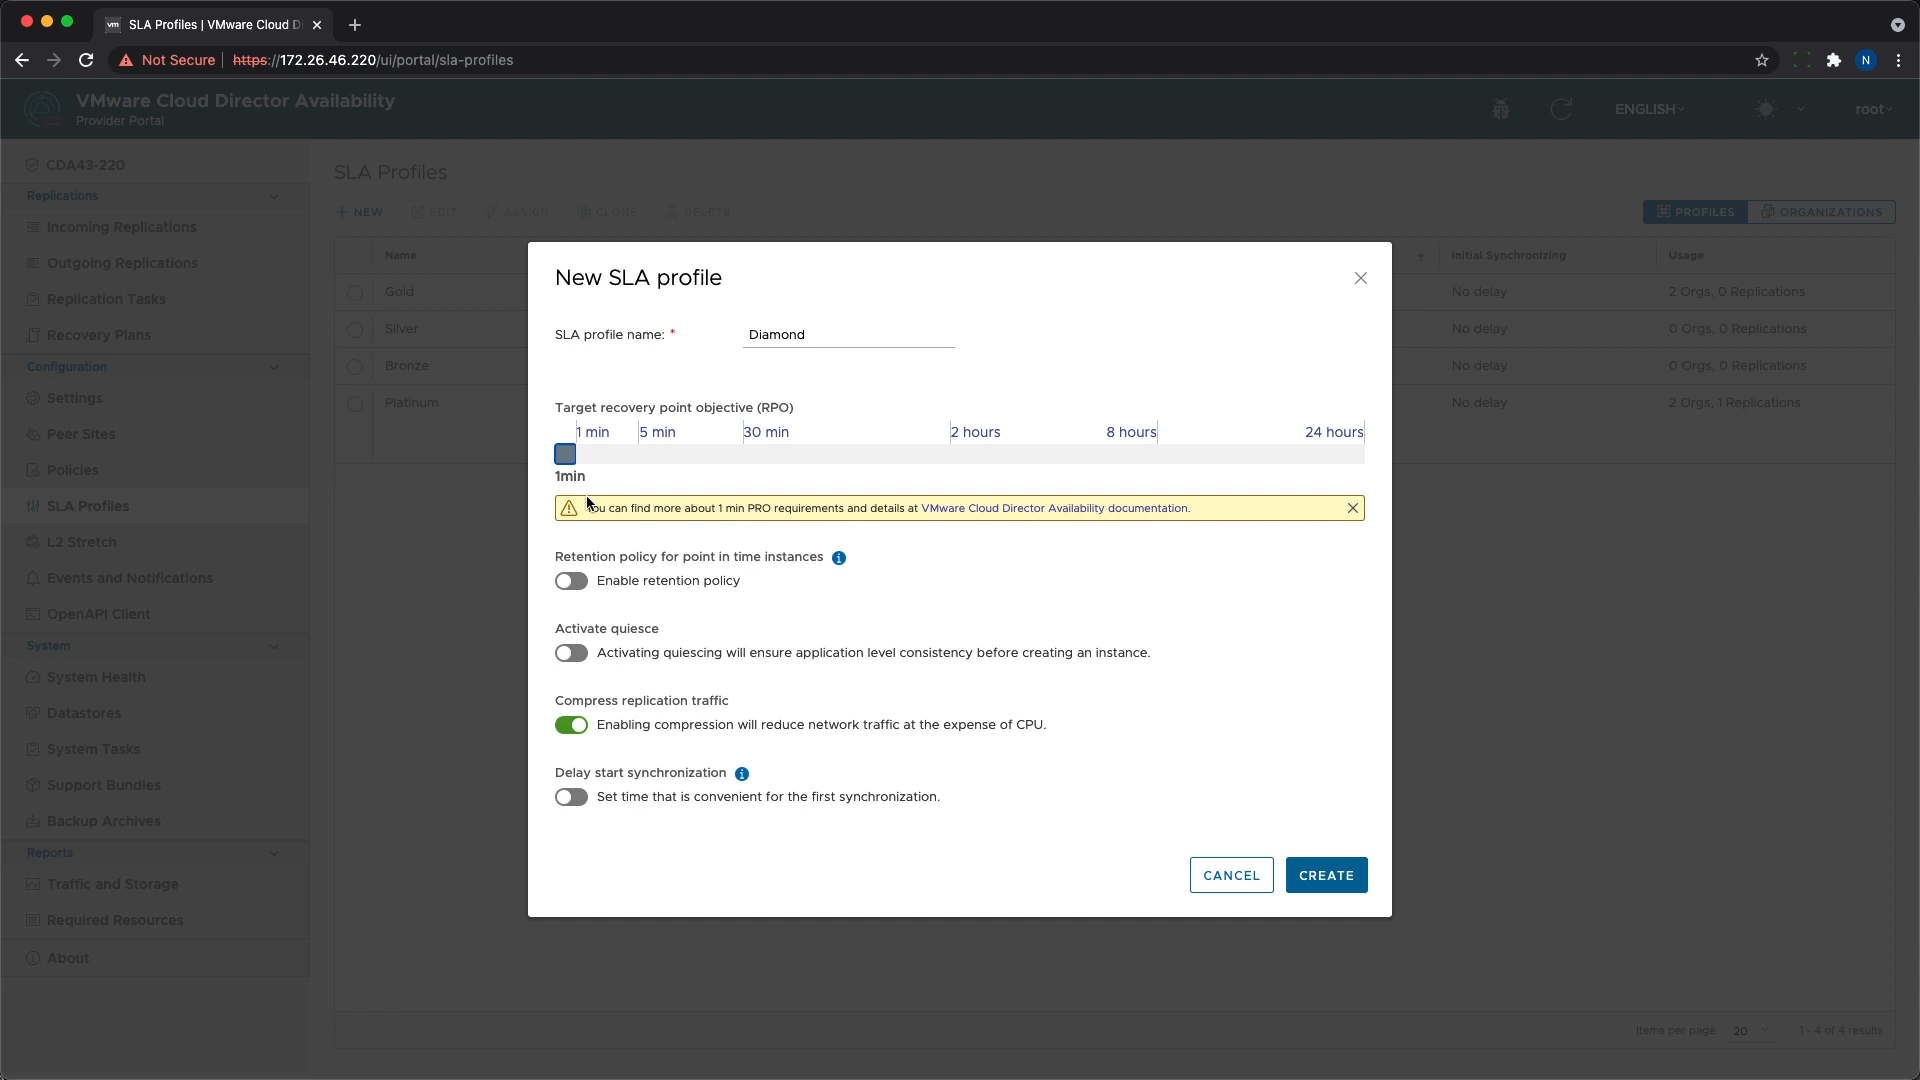 SLA Profiles | VMware Cloud D
Not Secure
https://172.26.46.220/ui/portal/sla-profiles
N
VMware Cloud Director Availability
Provider Portal
ENGLISH
root
CDA43-220
Replications
Incoming Replications
Outgoing Replications
Replication Tasks
Recovery Plans
Configuration
Settings
Peer Sites
Policies
SLA Profiles
L2 Stretch
Events and Notifications
OpenAPI Client
System
System Health
Datastores
System Tasks
Support Bundles
Backup Archives
Reports
Traffic and Storage
Required Resources
About
SLA Profiles
NEW EDIT ASSIGN CLONE DELETE
PROFILES ORGANIZATIONS
Name Initial Synchronizing Usage
Gold No delay 2 Orgs, 0 Replications
Silver No delay 0 Orgs, 0 Replications
Bronze No delay 0 Orgs, 0 Replications
Platinum No delay 2 Orgs, 1 Replications
New SLA profile
SLA profile name: * Diamond
Target recovery point objective (RPO)
1 min 5 min 30 min 2 hours 8 hours 24 hours
1min
can find more about 1 min PRO requirements and details at VMware Cloud Director Availability documentation.
Retention policy for point in time instances
Enable retention policy
Activate quiesce
Activating quiescing will ensure application level consistency before creating an instance.
Compress replication traffic
Enabling compression will reduce network traffic at the expense of CPU.
Delay start synchronization
Set time that is convenient for the first synchronization.
CANCEL CREATE
Items per page 20 1 - 4 of 4 results